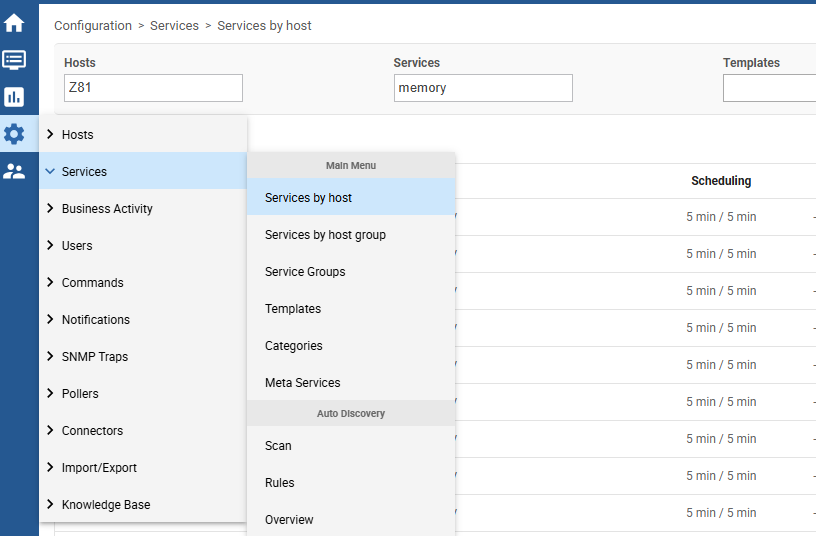 Configuration > Services > Services by host
Hosts
Services
Templates
Z81
memory
Hosts
Services
Business Activity
Users
Commands
Notifications
SNMP Traps
Pollers
Connectors
Import/Export
Knowledge Base
Main Menu
Services by host
Services by host group
Service Groups
Templates
Categories
Meta Services
Auto Discovery
Scan
Rules
Overview
Scheduling
5 min / 5 min
5 min / 5 min
5 min / 5 min
5 min / 5 min
5 min / 5 min
5 min / 5 min
5 min / 5 min
5 min / 5 min
5 min / 5 min